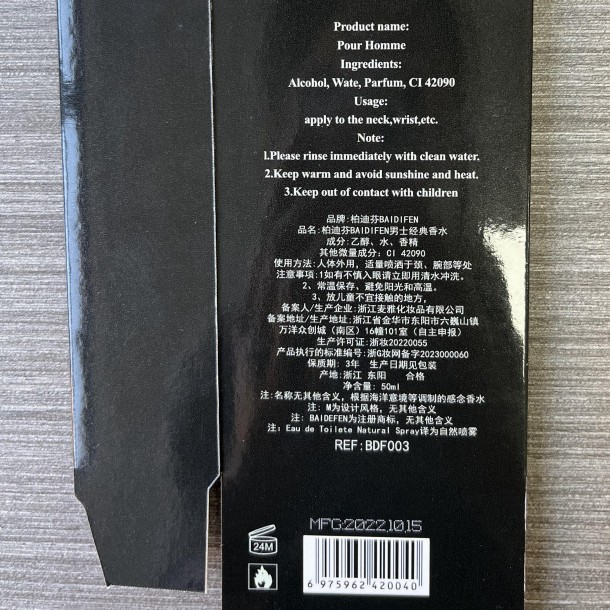 Product name:
Pour Homme
Ingredients:
Alcohol, Wate, Parfum, CI 42090
Usage:
apply to the neck,wrist,etc.
Note:
1.Please rinse immediately with clean water.
2.Keep warm and avoid sunshine and heat.
3.Keep out of contact with children
品牌:柏迪芬BAIDIFEN
品名:柏迪芬BAIDIFEN男士经典香水
成分:乙醇、水、香精
其他微量成分: CI 42090
使用方法:人体外用，适量喷洒于颈、腕部等处
注意事项:1如有不慎入眼请立即用清水冲洗。
2、常温保存、避免阳光和高温。
3、放儿童不宜接触的地方，
备案人/生产企业:浙江麦雅化妆品有限公司
备案地址/生产地址:浙江省金华市东阳市六巍山镇
万洋众创城（南区）16幢101室（自主申报）
生产许可证:浙妆20220055
产品执行的标准编号:浙G妆网备字2023000060
保质期: 3年 生产日期见包装
产地:浙江 东阳 合格
净含量: 50ml
注:名称无其他含义，根据海洋意境等调制的感念香水
注: M为设计风格，无其他含义
注: BAIDEFEN为注册商标，无其他含义
注: Eau de Toilete Natural Spray译为自然喷雾
REF:BDF003
MFG:2022.10.15
24M
6 975962 420040